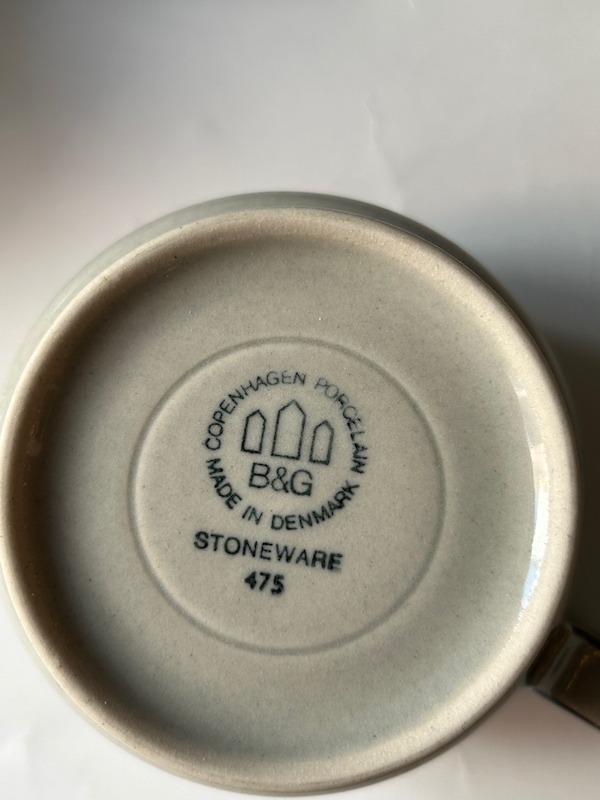 COPENHAGEN PORCELAIN
B&G
MADE IN DENMARK
STONEWARE
475